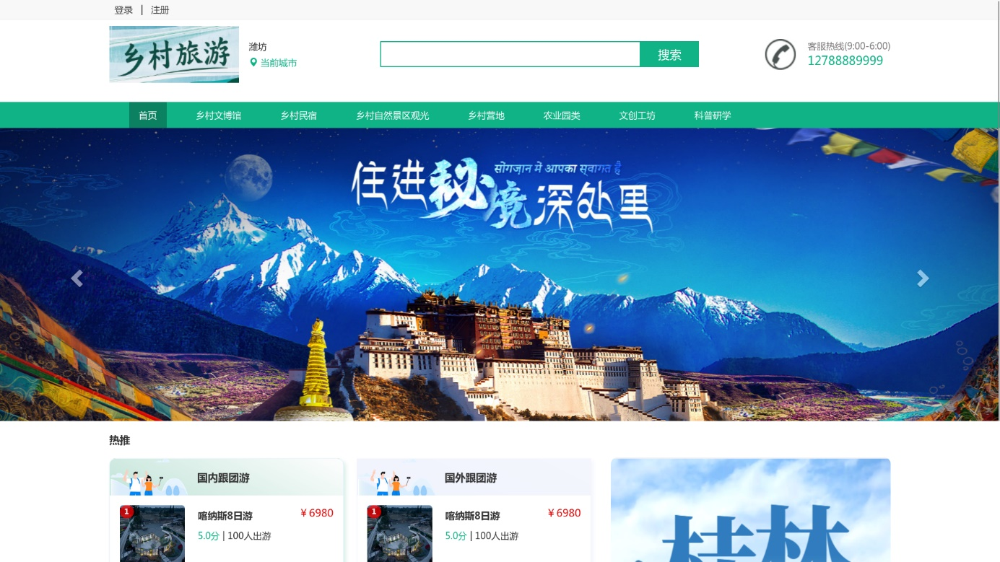 登录 | 注册
乡村旅游
潍坊
当前城市
搜索
客服热线(9:00-6:00)
12788889999
首页 乡村文博馆 乡村民宿 乡村自然景区观光 乡村营地 农业园类 文创工坊 科普研学
सोंगज़ान में आपका स्वागत है
住进秘境深处里
热推
国内跟团游
1
喀纳斯8日游 ¥ 6980
5.0分 | 100人出游
国外跟团游
1
喀纳斯8日游 ¥ 6980
5.0分 | 100人出游
桂林